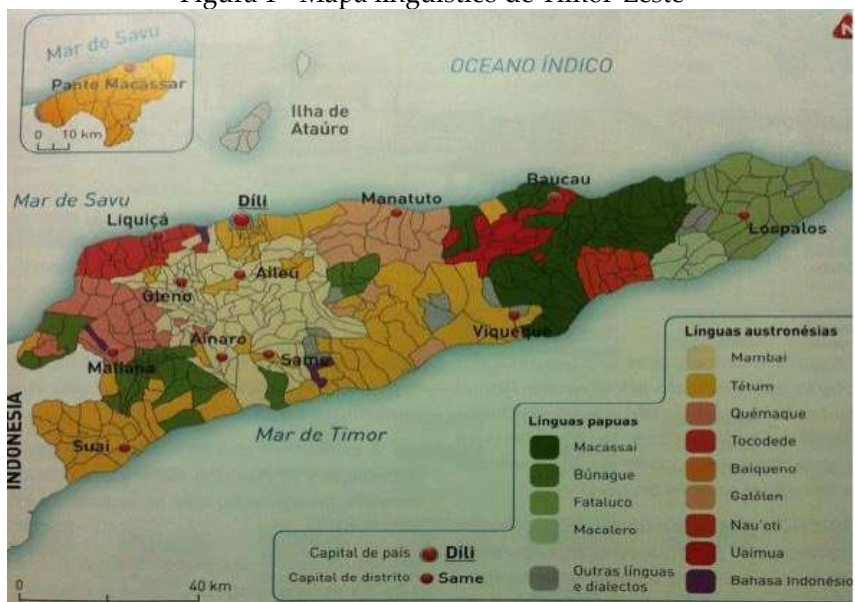 Figura 1 - Mapa linguístico de Timor-Leste
Mar de Savu
Pante Macassar
0 10 km
OCEANO ÍNDICO
N
Ilha de
Ataúro
Mar de Savu
Díli
Manatuto
Baucau
Liquiçá
Lospalos
Aileu
Gleno
Viqueque
Ainaro
Same
Maliana
INDONÉSIA
Suai
Mar de Timor
Línguas papuas
Macassai
Búnague
Fataluco
Macalero
Outras línguas
e dialectos
Línguas austronésias
Mambai
Tétum
Quémaque
Tocodede
Baiqueno
Galólen
Nau'oti
Uaimua
Bahasa Indonésio
Capital de país Díli
Capital de distrito Same
0 40 km